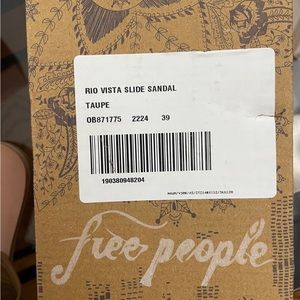 RIO VISTA SLIDE SANDAL
TAUPE
OB871775 2224 39
190380948204
free people